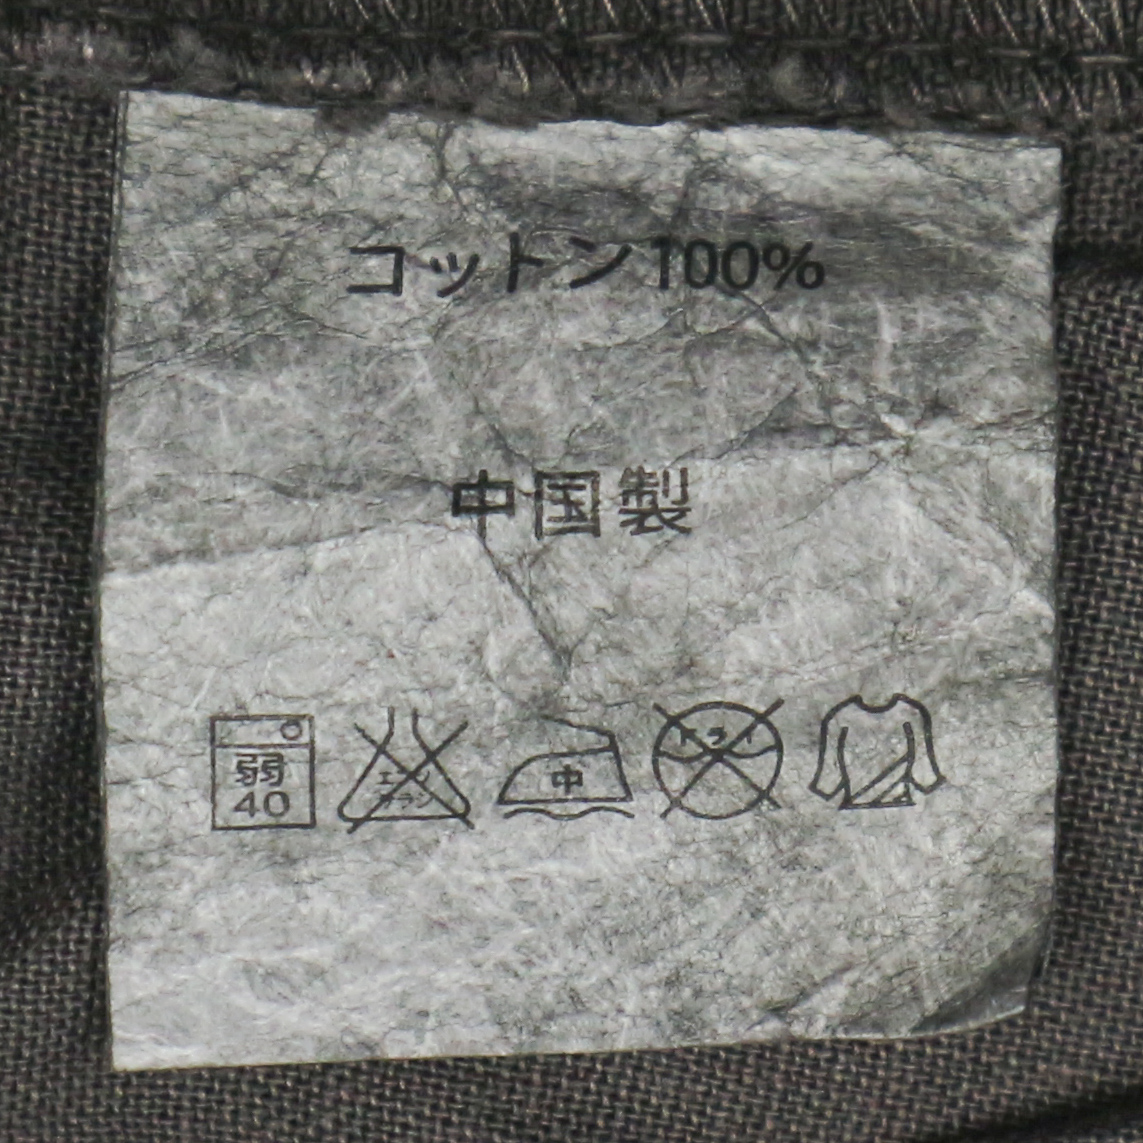 コットン100%
中国製
弱 40
エンソ サラシ
中
ドライ